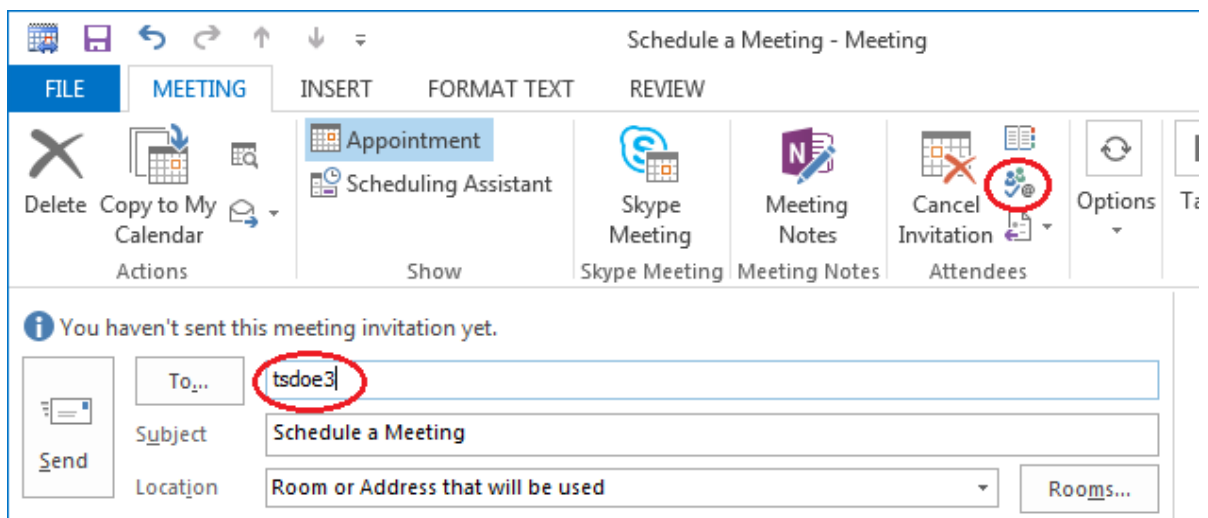 Schedule a Meeting - Meeting
FILE MEETING INSERT FORMAT TEXT REVIEW
Delete
Copy to My Calendar
Actions
Appointment
Scheduling Assistant
Show
Skype Meeting
Skype Meeting
Meeting Notes
Meeting Notes
Cancel Invitation
Attendees
Options
You haven't sent this meeting invitation yet.
Send
To...
tsdoe3
Subject
Schedule a Meeting
Location
Room or Address that will be used
Rooms...